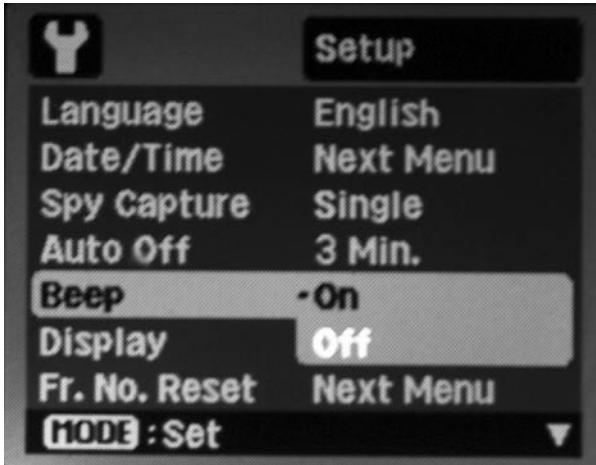 Setup
Language English
Date/Time Next Menu
Spy Capture Single
Auto Off 3 Min.
Beep On
Display Off
Fr. No. Reset Next Menu
MODE : Set